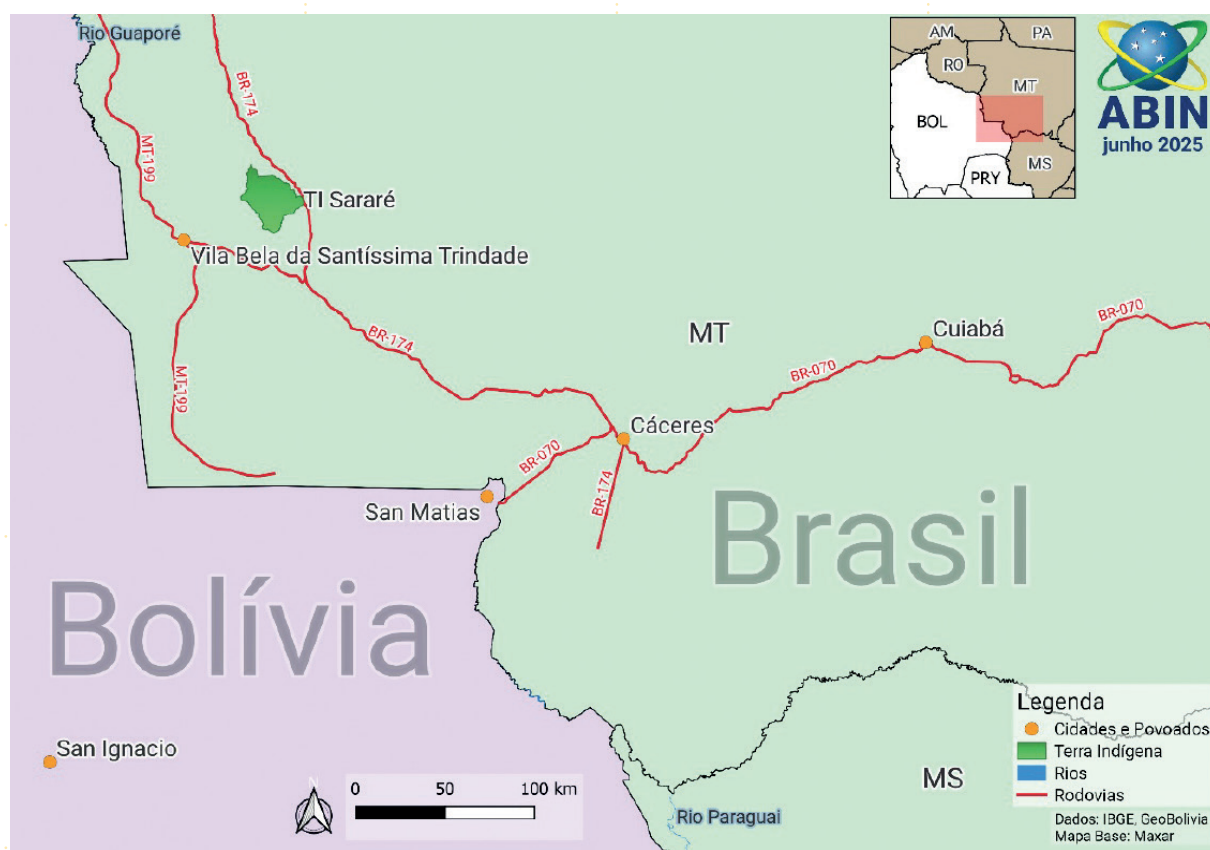 Rio Guaporé
BR-174
MT-199
TI Sararé
Vila Bela da Santíssima Trindade
BR-174
MT-199
MT
Cuiabá
BR-070
BR-070
Cáceres
BR-070
BR-174
San Matias
Bolívia
Brasil
San Ignacio
N
0 50 100 km
Rio Paraguai
MS
AM
PA
RO
MT
BOL
MS
PRY
ABIN
junho 2025
Legenda
Cidades e Povoados
Terra Indígena
Rios
Rodovias
Dados: IBGE, GeoBolivia
Mapa Base: Maxar